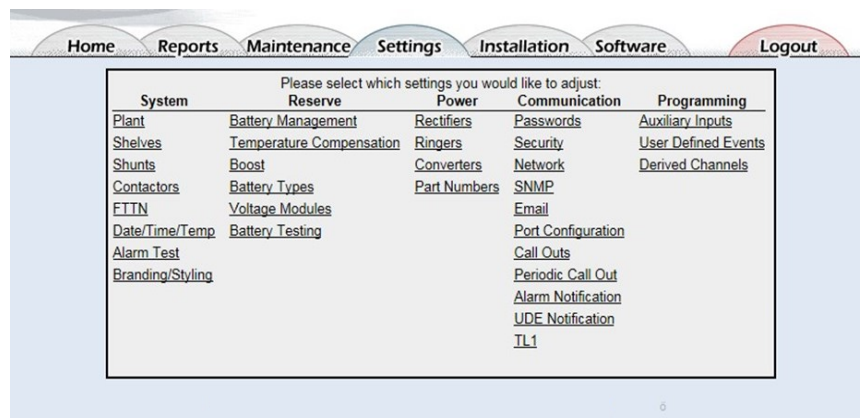 Home Reports Maintenance Settings Installation Software Logout
Please select which settings you would like to adjust:
System Reserve Power Communication Programming
Plant Battery Management Rectifiers Passwords Auxiliary Inputs
Shelves Temperature Compensation Ringers Security User Defined Events
Shunts Boost Converters Network Derived Channels
Contactors Battery Types Part Numbers SNMP
FTTN Voltage Modules Email
Date/Time/Temp Battery Testing Port Configuration
Alarm Test Call Outs
Branding/Styling Periodic Call Out
Alarm Notification
UDE Notification
TL1